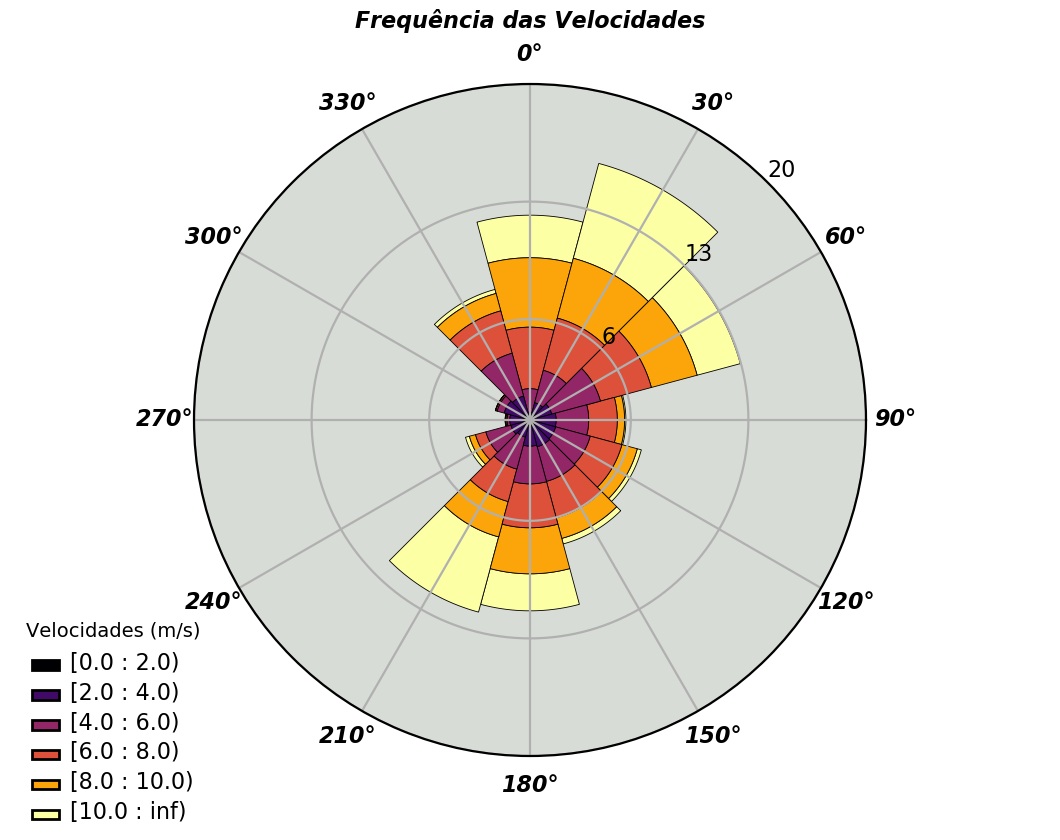 Frequência das Velocidades
0°
330°
30°
20
300°
60°
13
6
270°
90°
240°
120°
210°
150°
180°
Velocidades (m/s)
[0.0 : 2.0)
[2.0 : 4.0)
[4.0 : 6.0)
[6.0 : 8.0)
[8.0 : 10.0)
[10.0 : inf)